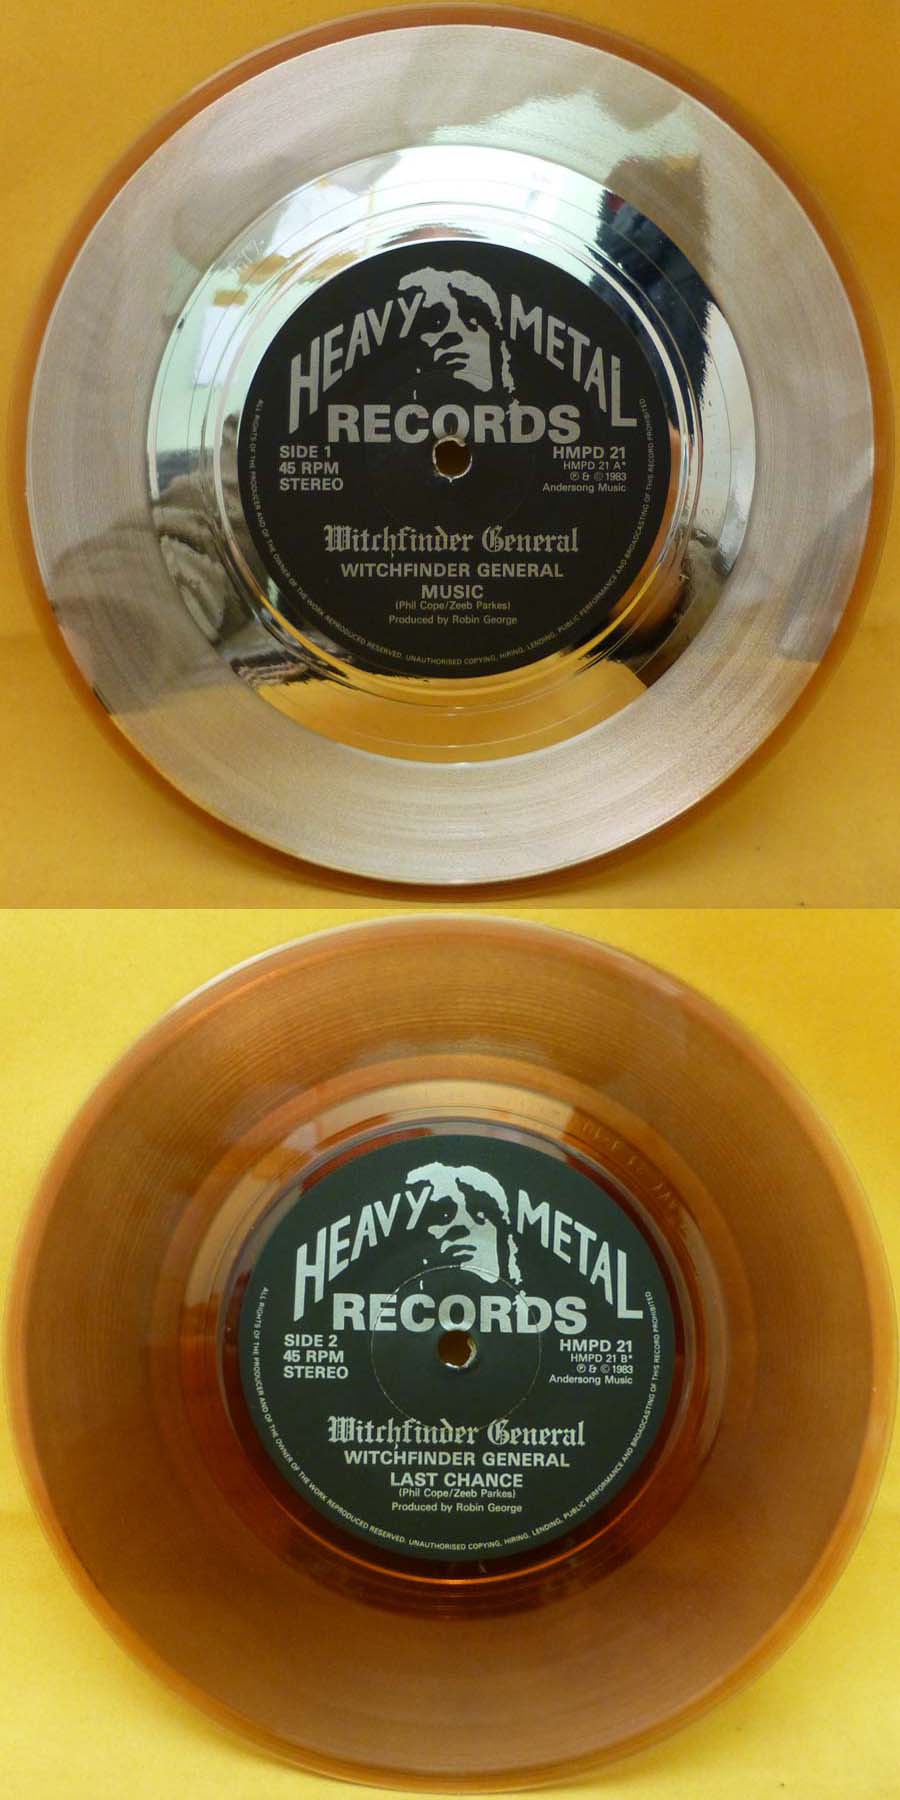 HEAVY METAL
RECORDS
SIDE 1
45 RPM
STEREO
HMPD 21
HMPD 21 A*
℗ & © 1983
Andersong Music
Witchfinder General
WITCHFINDER GENERAL
MUSIC
(Phil Cope/Zeeb Parkes)
Produced by Robin George
ALL RIGHTS OF THE PRODUCER AND OF THE OWNER OF THE WORK REPRODUCED RESERVED. UNAUTHORISED COPYING, HIRING, LENDING, PUBLIC PERFORMANCE AND BROADCASTING OF THIS RECORD PROHIBITED
HEAVY METAL
RECORDS
SIDE 2
45 RPM
STEREO
HMPD 21
HMPD 21 B*
℗ & © 1983
Andersong Music
Witchfinder General
WITCHFINDER GENERAL
LAST CHANCE
(Phil Cope/Zeeb Parkes)
Produced by Robin George
ALL RIGHTS OF THE PRODUCER AND OF THE OWNER OF THE WORK REPRODUCED RESERVED. UNAUTHORISED COPYING, HIRING, LENDING, PUBLIC PERFORMANCE AND BROADCASTING OF THIS RECORD PROHIBITED